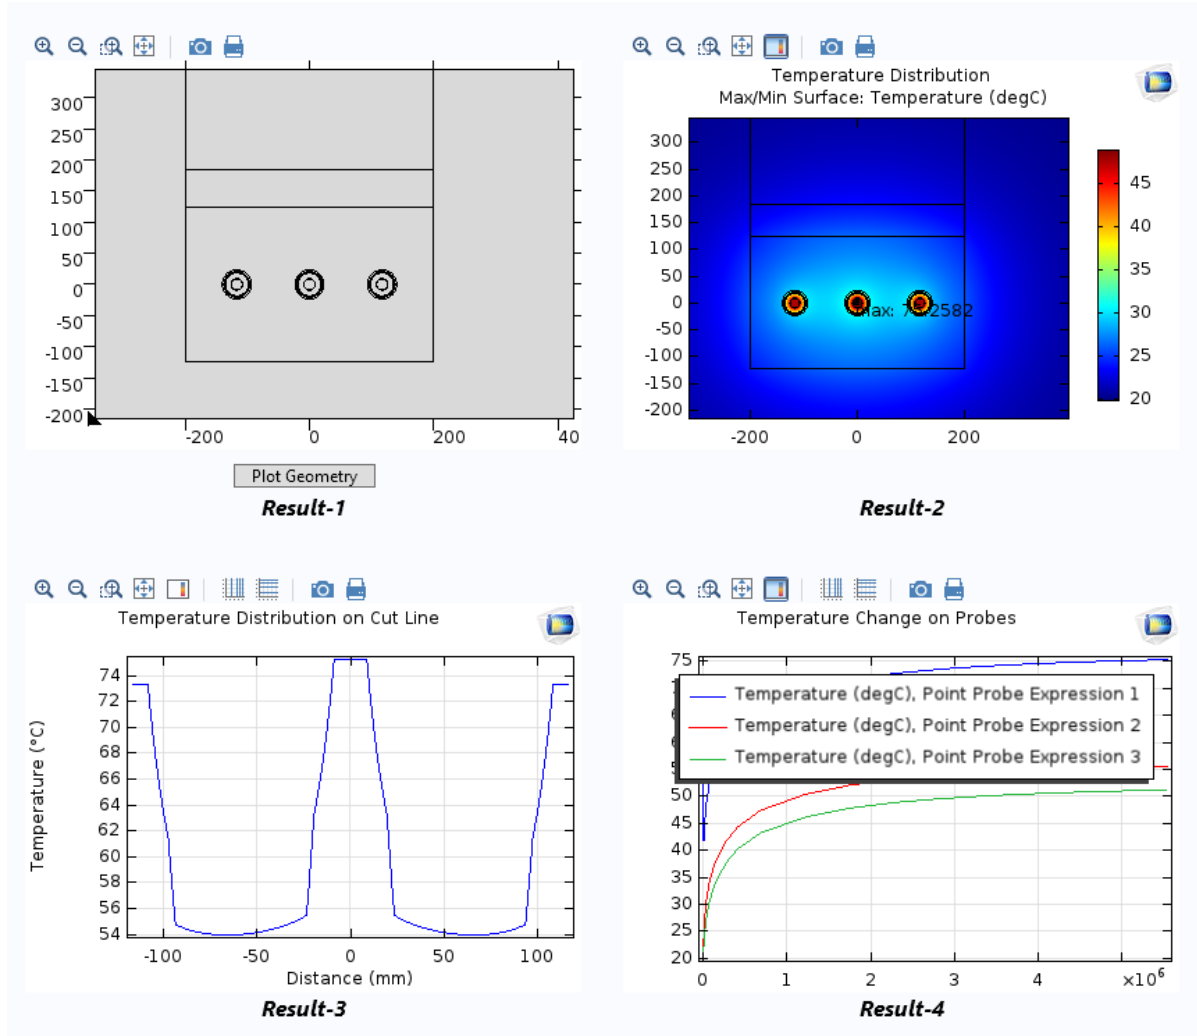 300
250
200
150
100
50
0
-50
-100
-150
-200
-200 0 200 40
Plot Geometry
Result-1
Temperature Distribution
Max/Min Surface: Temperature (degC)
300
250
200
150
100
50
0
-50
-100
-150
-200
-200 0 200
45
40
35
30
25
20
Result-2
Temperature Distribution on Cut Line
Temperature (°C)
74
72
70
68
66
64
62
60
58
56
54
-100 -50 0 50 100
Distance (mm)
Result-3
Temperature Change on Probes
75
Temperature (degC), Point Probe Expression 1
Temperature (degC), Point Probe Expression 2
Temperature (degC), Point Probe Expression 3
50
45
40
35
30
25
20
0 1 2 3 4 ×10⁶
Result-4